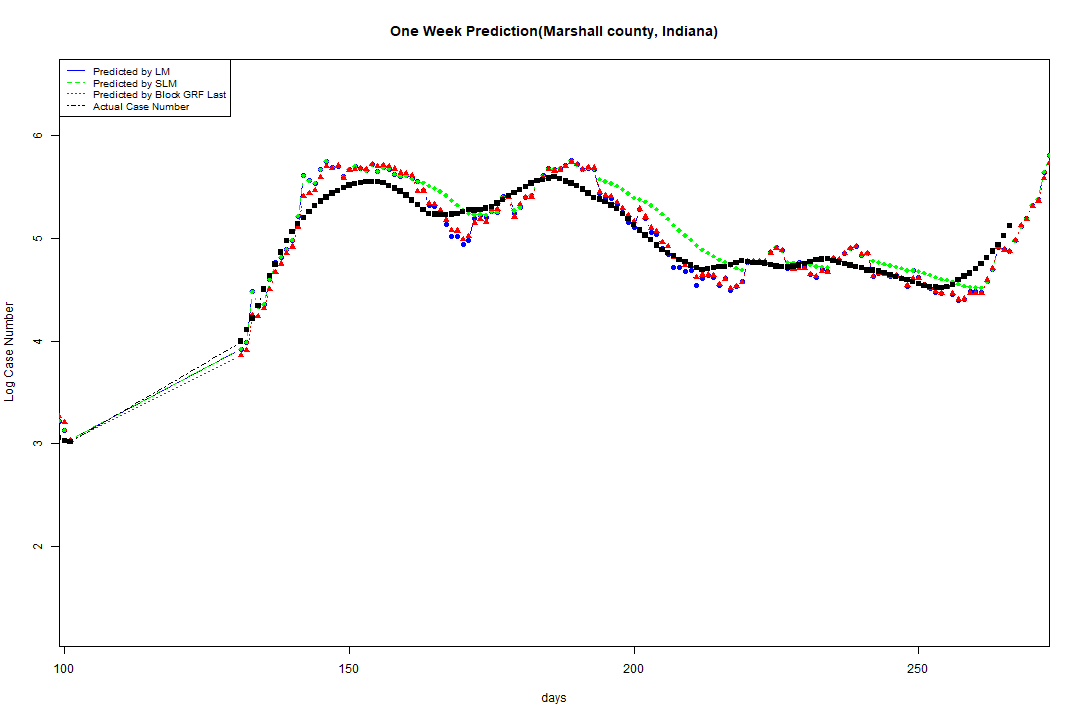 One Week Prediction(Marshall county, Indiana)
Predicted by LM
Predicted by SLM
Predicted by Block GRF Last
Actual Case Number
6
5
4
3
2
Log Case Number
100 150 200 250
days